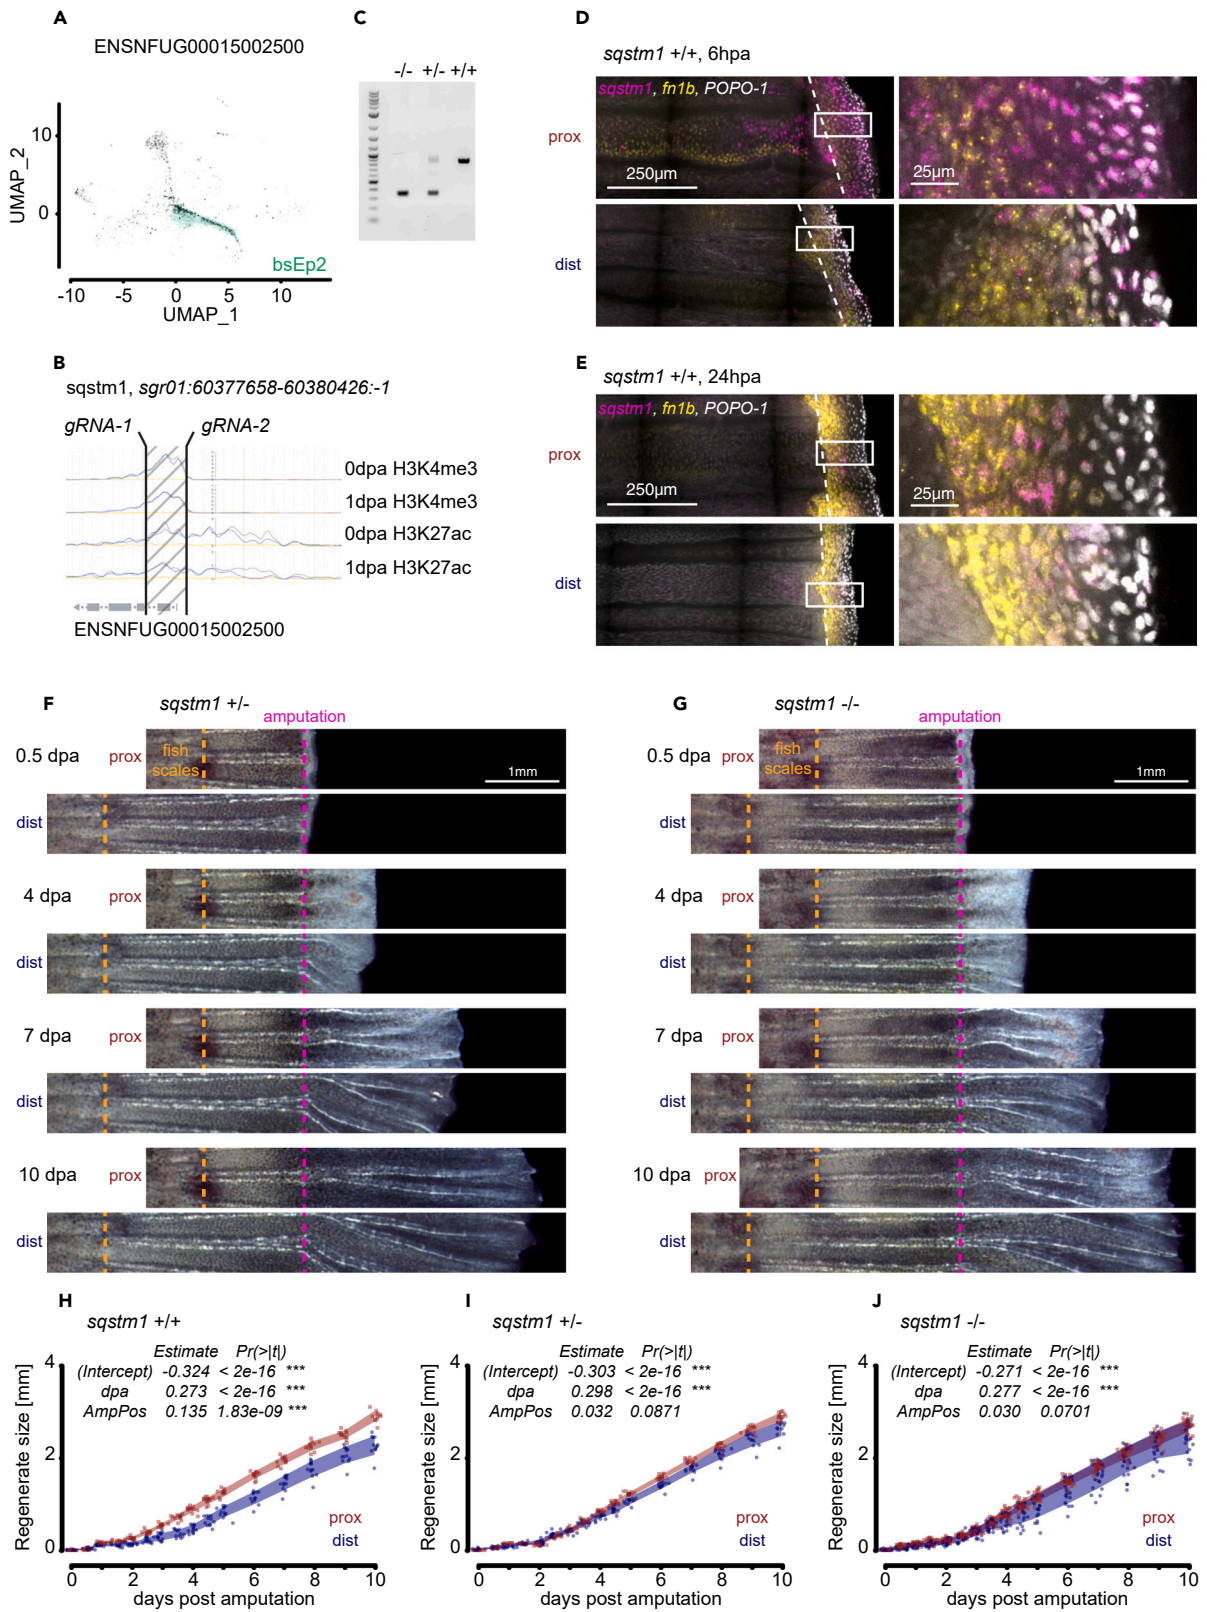 A
ENSNFUG00015002500
UMAP_2
10
0
bsEp2
-10 -5 0 5 10
UMAP_1
B
sqstm1, sgr01:60377658-60380426:-1
gRNA-1 gRNA-2
0dpa H3K4me3
1dpa H3K4me3
0dpa H3K27ac
1dpa H3K27ac
ENSNFUG00015002500
C
-/- +/- +/+
D
sqstm1 +/+, 6hpa
sqstm1, fn1b, POPO-1
prox
250µm
25µm
dist
E
sqstm1 +/+, 24hpa
sqstm1, fn1b, POPO-1
prox
250µm
25µm
dist
F
sqstm1 +/-
amputation
0.5 dpa prox
fish
scales
1mm
dist
4 dpa prox
dist
7 dpa prox
dist
10 dpa prox
dist
G
sqstm1 -/-
amputation
0.5 dpa prox
fish
scales
1mm
dist
4 dpa prox
dist
7 dpa prox
dist
10 dpa prox
dist
H
sqstm1 +/+
Estimate Pr(>|t|)
(Intercept) -0.324 < 2e-16 ***
dpa 0.273 < 2e-16 ***
AmpPos 0.135 1.83e-09 ***
Regenerate size [mm]
4
2
0
prox
dist
0 2 4 6 8 10
days post amputation
I
sqstm1 +/-
Estimate Pr(>|t|)
(Intercept) -0.303 < 2e-16 ***
dpa 0.298 < 2e-16 ***
AmpPos 0.032 0.0871
Regenerate size [mm]
4
2
0
prox
dist
0 2 4 6 8 10
days post amputation
J
sqstm1 -/-
Estimate Pr(>|t|)
(Intercept) -0.271 < 2e-16 ***
dpa 0.277 < 2e-16 ***
AmpPos 0.030 0.0701
Regenerate size [mm]
4
2
0
prox
dist
0 2 4 6 8 10
days post amputation